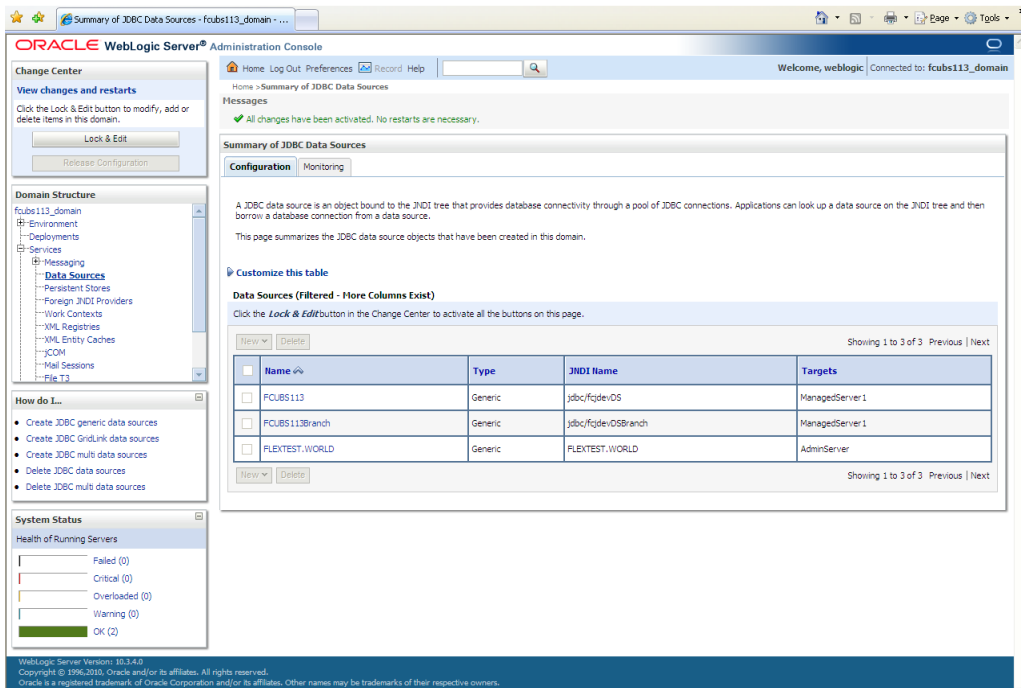 Summary of JDBC Data Sources - fcubs113_domain - ...
Page
Tools
ORACLE WebLogic Server® Administration Console
Change Center
View changes and restarts
Click the Lock & Edit button to modify, add or
delete items in this domain.
Lock & Edit
Release Configuration
Domain Structure
fcubs113_domain
Environment
Deployments
Services
Messaging
Data Sources
Persistent Stores
Foreign JNDI Providers
Work Contexts
XML Registries
XML Entity Caches
jCOM
Mail Sessions
File T3
How do I...
Create JDBC generic data sources
Create JDBC GridLink data sources
Create JDBC multi data sources
Delete JDBC data sources
Delete JDBC multi data sources
System Status
Health of Running Servers
Failed (0)
Critical (0)
Overloaded (0)
Warning (0)
OK (2)
Home Log Out Preferences Record Help
Welcome, weblogic Connected to: fcubs113_domain
Home >Summary of JDBC Data Sources
Messages
All changes have been activated. No restarts are necessary.
Summary of JDBC Data Sources
Configuration Monitoring
A JDBC data source is an object bound to the JNDI tree that provides database connectivity through a pool of JDBC connections. Applications can look up a data source on the JNDI tree and then
borrow a database connection from a data source.
This page summarizes the JDBC data source objects that have been created in this domain.
Customize this table
Data Sources (Filtered - More Columns Exist)
Click the Lock & Edit button in the Change Center to activate all the buttons on this page.
New Delete Showing 1 to 3 of 3 Previous | Next
Name Type JNDI Name Targets
FCUBS113 Generic jdbc/fcjdevDS ManagedServer1
FCUBS113Branch Generic jdbc/fcjdevDSBranch ManagedServer1
FLEXTEST.WORLD Generic FLEXTEST.WORLD AdminServer
New Delete Showing 1 to 3 of 3 Previous | Next
WebLogic Server Version: 10.3.4.0
Copyright © 1996,2010, Oracle and/or its affiliates. All rights reserved.
Oracle is a registered trademark of Oracle Corporation and/or its affiliates. Other names may be trademarks of their respective owners.